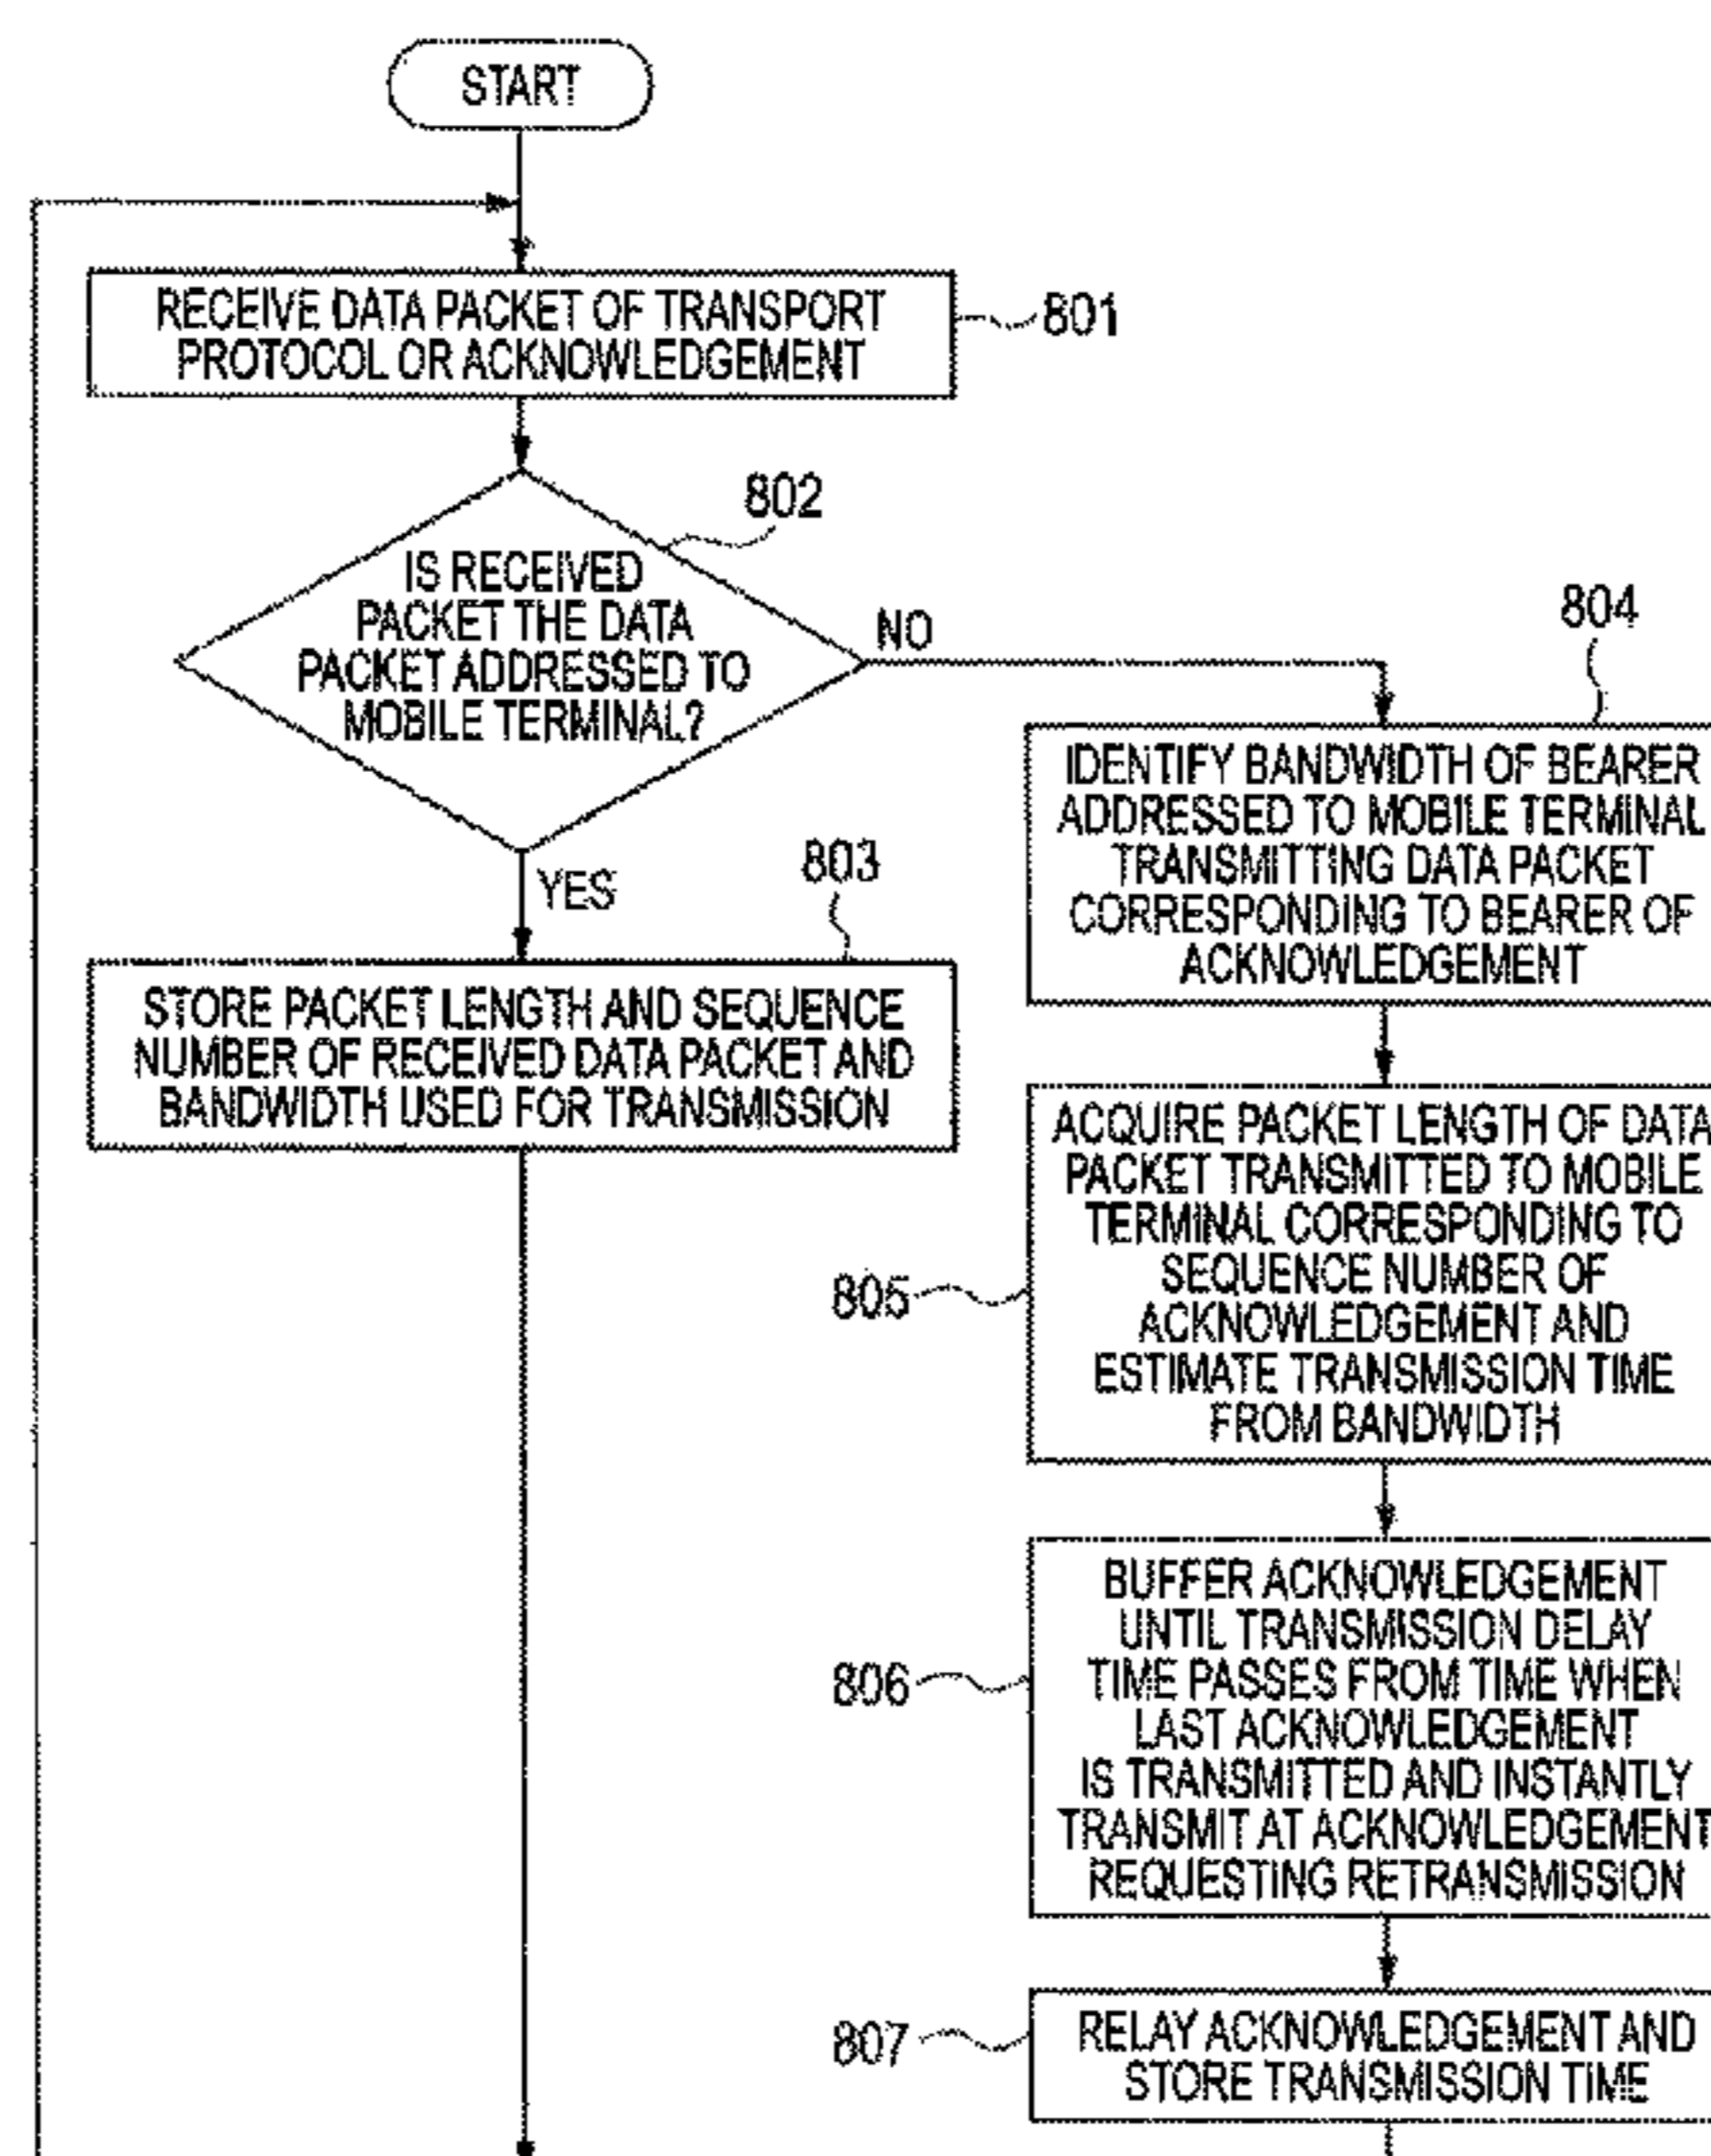 START
RECEIVE DATA PACKET OF TRANSPORT
PROTOCOL OR ACKNOWLEDGEMENT
801
802
IS RECEIVED
PACKET THE DATA
PACKET ADDRESSED TO
MOBILE TERMINAL?
NO
YES
803
STORE PACKET LENGTH AND SEQUENCE
NUMBER OF RECEIVED DATA PACKET AND
BANDWIDTH USED FOR TRANSMISSION
804
IDENTIFY BANDWIDTH OF BEARER
ADDRESSED TO MOBILE TERMINAL
TRANSMITTING DATA PACKET
CORRESPONDING TO BEARER OF
ACKNOWLEDGEMENT
805
ACQUIRE PACKET LENGTH OF DATA
PACKET TRANSMITTED TO MOBILE
TERMINAL CORRESPONDING TO
SEQUENCE NUMBER OF
ACKNOWLEDGEMENT AND
ESTIMATE TRANSMISSION TIME
FROM BANDWIDTH
806
BUFFER ACKNOWLEDGEMENT
UNTIL TRANSMISSION DELAY
TIME PASSES FROM TIME WHEN
LAST ACKNOWLEDGEMENT
IS TRANSMITTED AND INSTANTLY
TRANSMIT AT ACKNOWLEDGEMENT
REQUESTING RETRANSMISSION
807
RELAY ACKNOWLEDGEMENT AND
STORE TRANSMISSION TIME